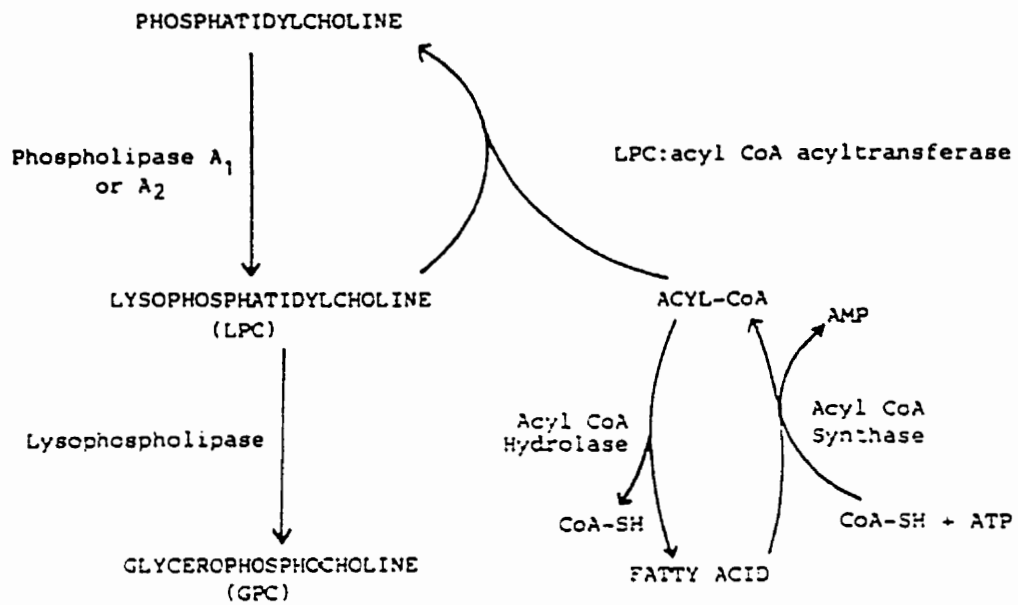 PHOSPHATIDYLCHOLINE
Phospholipase A1
or A2
LPC:acyl CoA acyltransferase
LYSOPHOSPHATIDYLCHOLINE
(LPC)
ACYL-CoA
AMP
Lysophospholipase
Acyl CoA
Hydrolase
Acyl CoA
Synthase
CoA-SH
CoA-SH + ATP
GLYCEROPHOSPHOCHOLINE
(GPC)
FATTY ACID